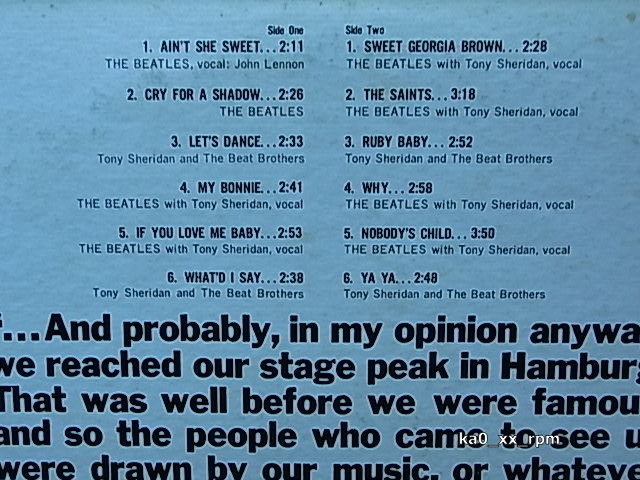 Side One
1. AIN'T SHE SWEET...2:11
THE BEATLES, vocal: John Lennon
2. CRY FOR A SHADOW...2:26
THE BEATLES
3. LET'S DANCE...2:33
Tony Sheridan and The Beat Brothers
4. MY BONNIE...2:41
THE BEATLES with Tony Sheridan, vocal
5. IF YOU LOVE ME BABY...2:53
THE BEATLES with Tony Sheridan, vocal
6. WHAT'D I SAY...2:38
Tony Sheridan and The Beat Brothers
Side Two
1. SWEET GEORGIA BROWN...2:28
THE BEATLES with Tony Sheridan, vocal
2. THE SAINTS...3:18
THE BEATLES with Tony Sheridan, vocal
3. RUBY BABY...2:52
Tony Sheridan and The Beat Brothers
4. WHY...2:58
THE BEATLES with Tony Sheridan, vocal
5. NOBODY'S CHILD...3:50
THE BEATLES with Tony Sheridan, vocal
6. YA YA...2:48
Tony Sheridan and The Beat Brothers
...And probably, in my opinion anywa
we reached our stage peak in Hamburg
That was well before we were famou
and so the people who came to see u
were drawn by our music, or whateve
ka0_xx_rpm